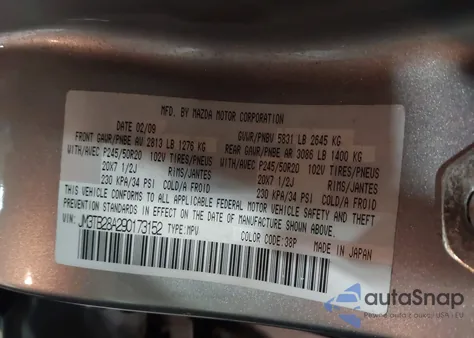 MFD. BY MAZDA MOTOR CORPORATION
DATE 02/09 GVWR/PNBV 5831 LB 2645 KG
FRONT GAWR/PNBE AV 2813 LB 1276 KG REAR GAWR/PNBE AR 3086 LB 1400 KG
WITH/AVEC P245/50R20 102V TIRES/PNEUS WITH/AVEC P245/50R20 102V TIRES/PNEUS
20X7 1/2J RIMS/JANTES 20X7 1/2J RIMS/JANTES
230 KPA/34 PSI COLD/A FROID 230 KPA/34 PSI COLD/A FROID
THIS VEHICLE CONFORMS TO ALL APPLICABLE FEDERAL MOTOR VEHICLE SAFETY AND THEFT
PREVENTION STANDARDS IN EFFECT ON THE DATE OF MANUFACTURE SHOWN ABOVE.
VIN: JM3TB28A290173152 TYPE: MPV COLOR CODE: 38P MADE IN JAPAN
autoSnap